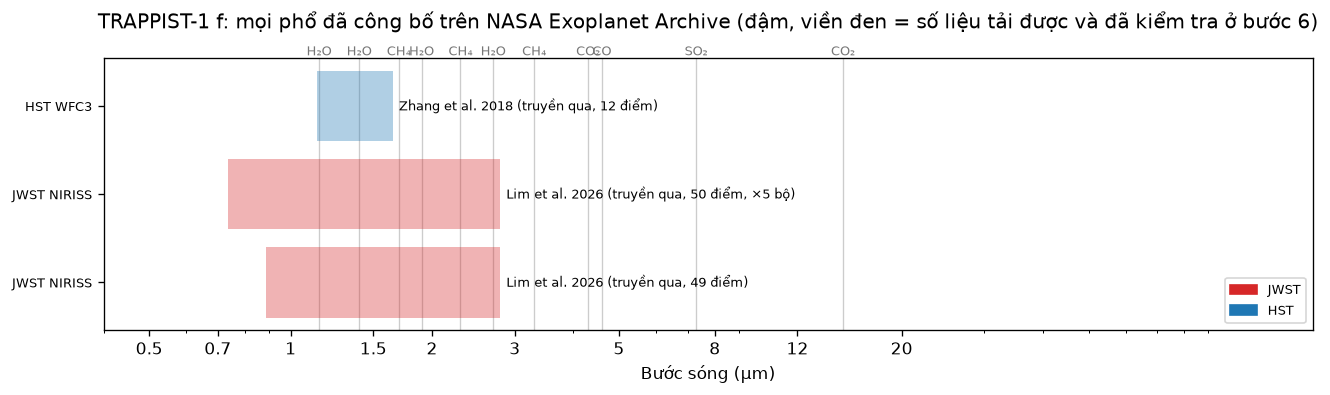 TRAPPIST-1 f: mọi phổ đã công bố trên NASA Exoplanet Archive (đậm, viền đen = số liệu tải được và đã kiểm tra ở bước 6)
H₂O H₂O CH₄ H₂O CH₄ H₂O CH₄ CO₂ CO SO₂ CO₂
HST WFC3 Zhang et al. 2018 (truyền qua, 12 điểm)
JWST NIRISS Lim et al. 2026 (truyền qua, 50 điểm, ×5 bộ)
JWST NIRISS Lim et al. 2026 (truyền qua, 49 điểm)
JWST
HST
0.5 0.7 1 1.5 2 3 5 8 12 20
Bước sóng (µm)